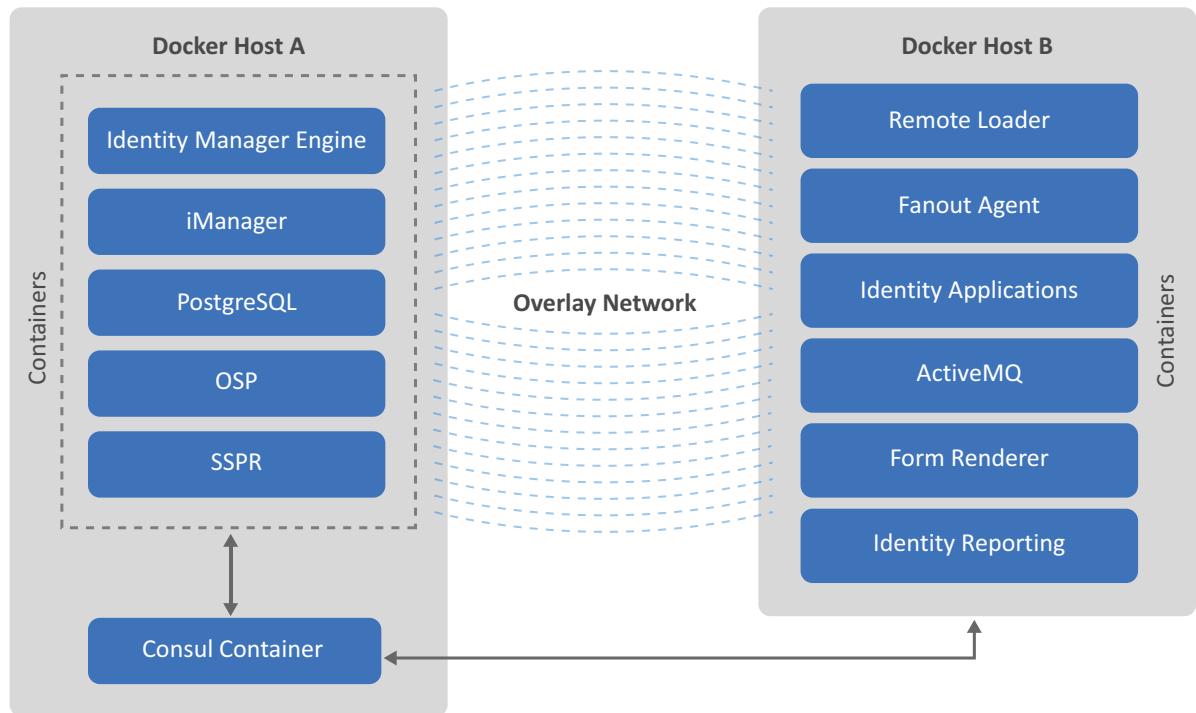 Docker Host A
Identity Manager Engine
iManager
PostgreSQL
OSP
SSPR
Containers
Consul Container
Overlay Network
Docker Host B
Remote Loader
Fanout Agent
Identity Applications
ActiveMQ
Form Renderer
Identity Reporting
Containers